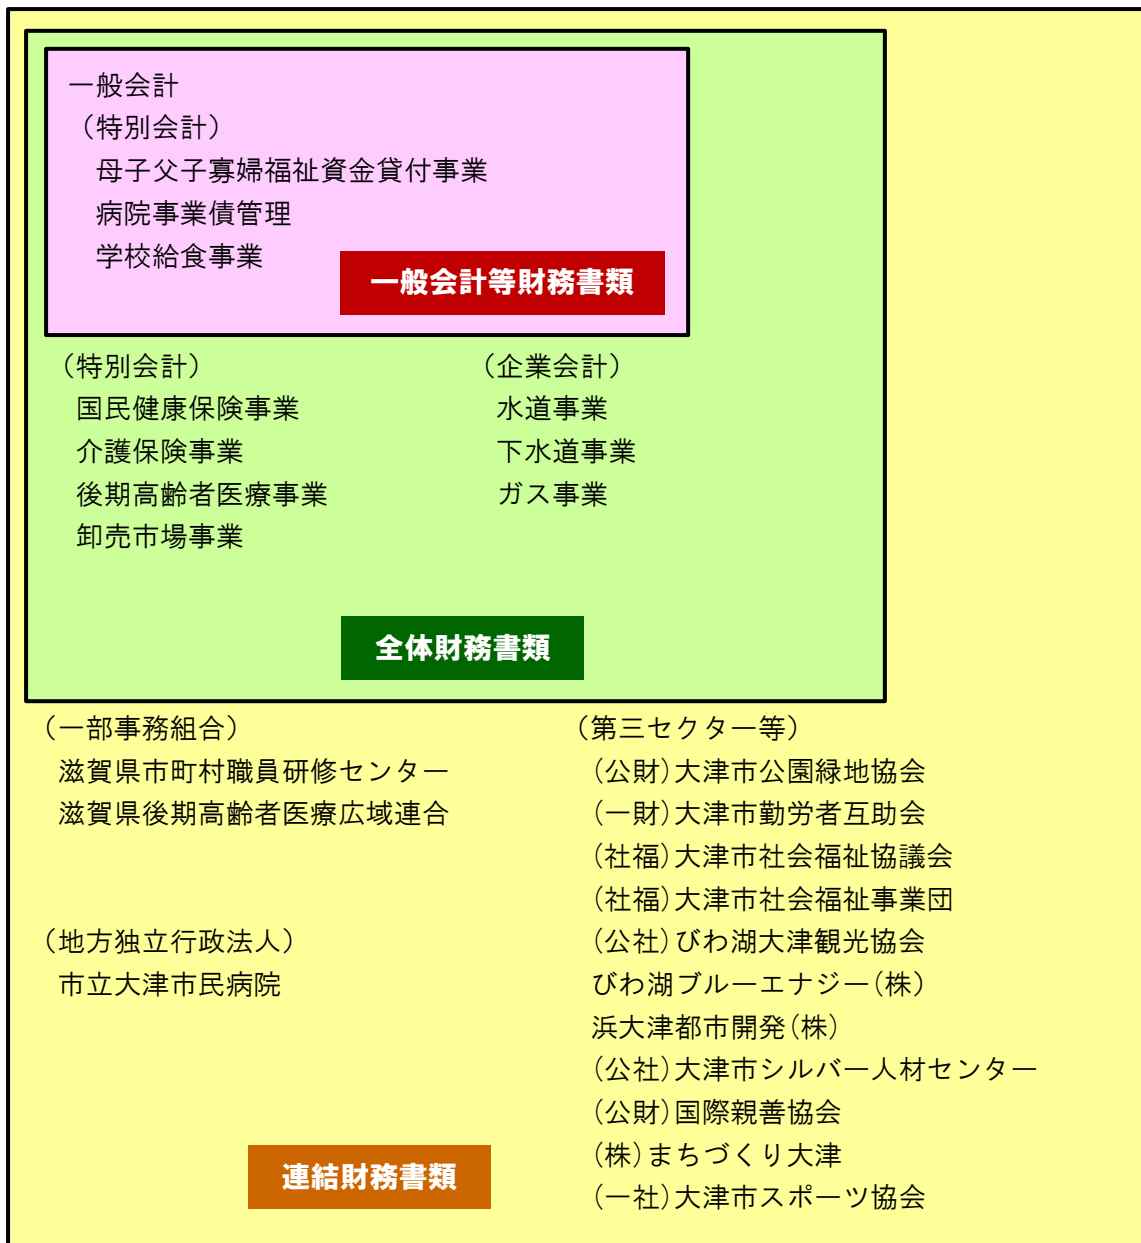 一般会計
（特別会計）
母子父子寡婦福祉資金貸付事業
病院事業債管理
学校給食事業
一般会計等財務書類
（特別会計）
国民健康保険事業
介護保険事業
後期高齢者医療事業
卸売市場事業
（企業会計）
水道事業
下水道事業
ガス事業
全体財務書類
（一部事務組合）
滋賀県市町村職員研修センター
滋賀県後期高齢者医療広域連合
（地方独立行政法人）
市立大津市民病院
（第三セクター等）
（公財）大津市公園緑地協会
（一財）大津市勤労者互助会
（社福）大津市社会福祉協議会
（社福）大津市社会福祉事業団
（公社）びわ湖大津観光協会
びわ湖ブルーエナジー（株）
浜大津都市開発（株）
（公社）大津市シルバー人材センター
（公財）国際親善協会
（株）まちづくり大津
（一社）大津市スポーツ協会
連結財務書類